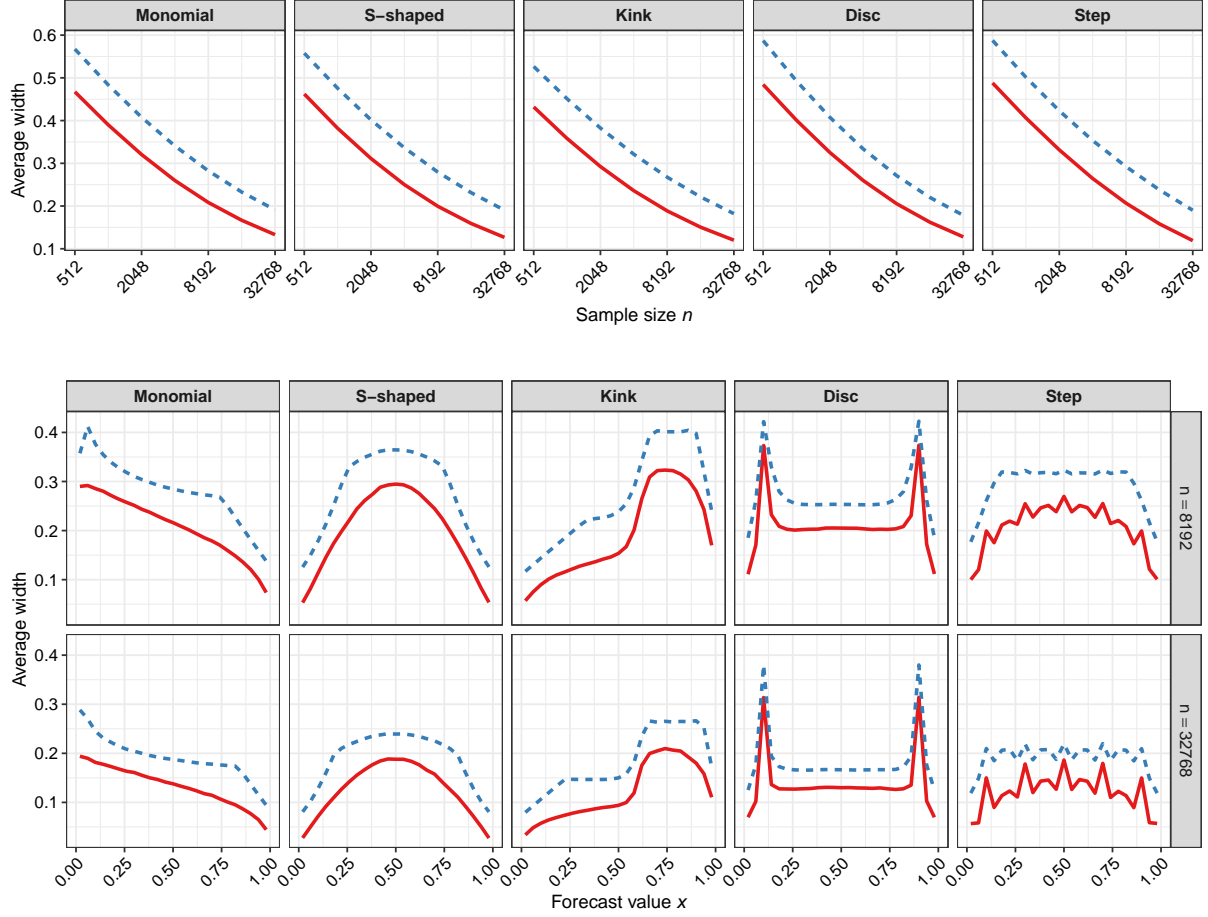 Monomial S−shaped Kink Disc Step
0.6
0.5
0.4
0.3
0.2
0.1
Average width
512 2048 8192 32768 512 2048 8192 32768 512 2048 8192 32768 512 2048 8192 32768 512 2048 8192 32768
Sample size n
Monomial S−shaped Kink Disc Step
0.4
0.3
0.2
0.1
n = 8192
Average width
0.4
0.3
0.2
0.1
n = 32768
0.00 0.25 0.50 0.75 1.00 0.00 0.25 0.50 0.75 1.00 0.00 0.25 0.50 0.75 1.00 0.00 0.25 0.50 0.75 1.00 0.00 0.25 0.50 0.75 1.00
Forecast value x